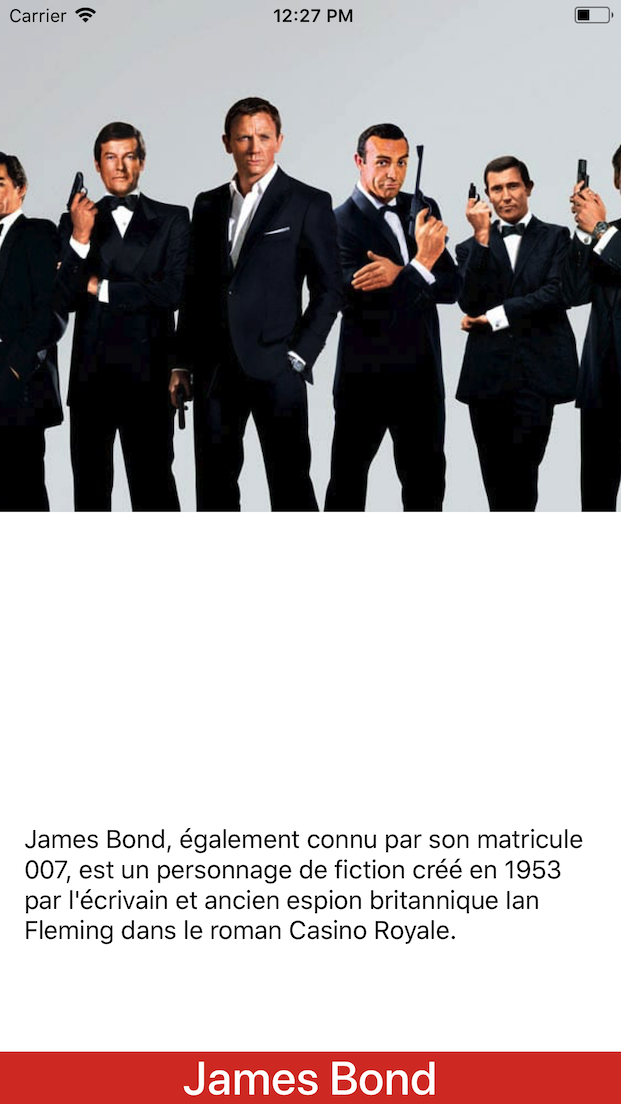 Carrier 12:27 PM
James Bond, également connu par son matricule
007, est un personnage de fiction créé en 1953
par l'écrivain et ancien espion britannique Ian
Fleming dans le roman Casino Royale.
James Bond